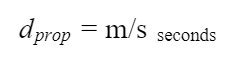 d_prop = m/s seconds